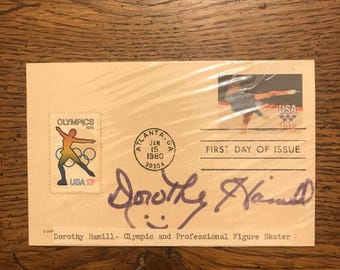 OLYMPICS
1976
USA 13c
USA
ATLANTA, GA
JAN
15
1980
30304
FIRST DAY OF ISSUE
Dorothy Hamill
Dorothy Hamill- Olympic and Professional Figure Skater